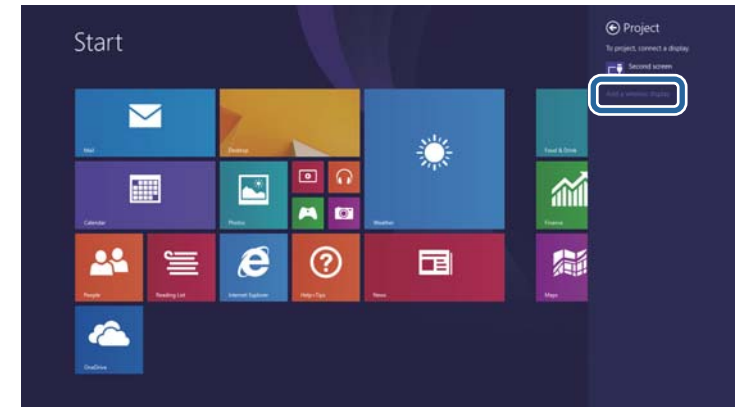 Start
Project
To project, connect a display.
Second screen
Add a wireless display
Mail
Desktop
Food & Drink
Calendar
Photos
Weather
Finance
People
Reading List
Internet Explorer
Help+Tips
News
Maps
OneDrive